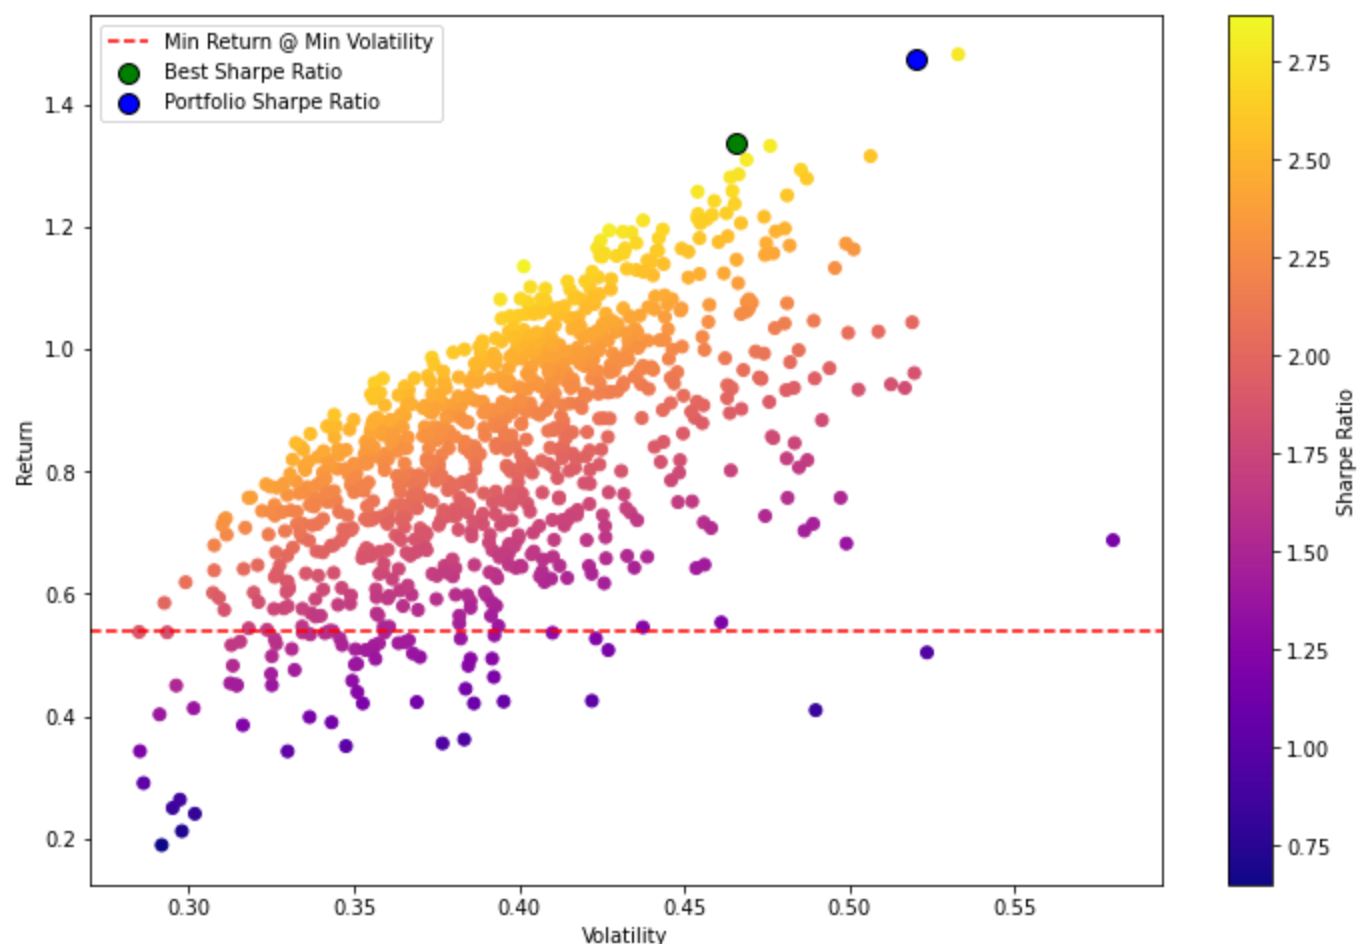 Min Return @ Min Volatility
Best Sharpe Ratio
Portfolio Sharpe Ratio
Return
1.4
1.2
1.0
0.8
0.6
0.4
0.2
0.30 0.35 0.40 0.45 0.50 0.55
Volatility
2.75
2.50
2.25
2.00
1.75
1.50
1.25
1.00
0.75
Sharpe Ratio